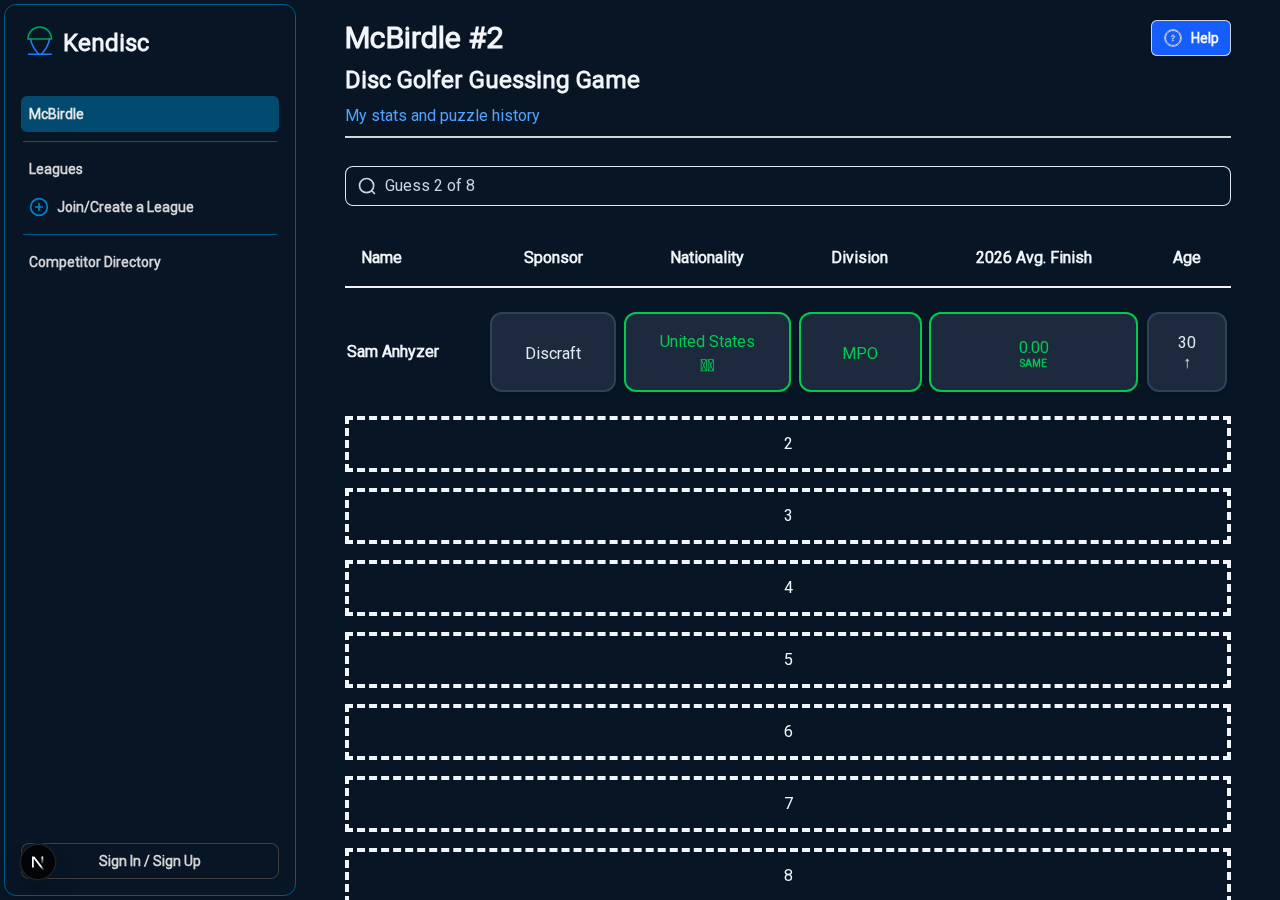 Kendisc
McBirdle
Leagues
Join/Create a League
Competitor Directory
Sign In / Sign Up
McBirdle #2
Help
Disc Golfer Guessing Game
My stats and puzzle history
Guess 2 of 8
Name Sponsor Nationality Division 2026 Avg. Finish Age
Sam Anhyzer Discraft United States MPO 0.00 SAME 30 ↑
2
3
4
5
6
7
8